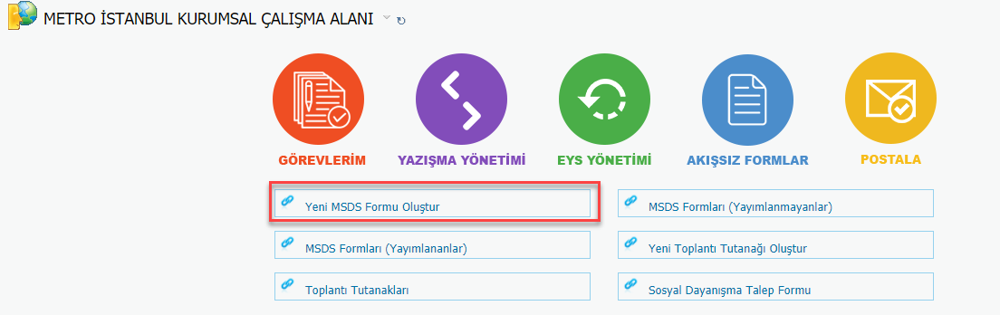 METRO İSTANBUL KURUMSAL ÇALIŞMA ALANI
GÖREVLERİM
YAZIŞMA YÖNETİMİ
EYS YÖNETİMİ
AKIŞSIZ FORMLAR
POSTALA
Yeni MSDS Formu Oluştur
MSDS Formları (Yayımlanmayanlar)
MSDS Formları (Yayımlananlar)
Yeni Toplantı Tutanağı Oluştur
Toplantı Tutanakları
Sosyal Dayanışma Talep Formu